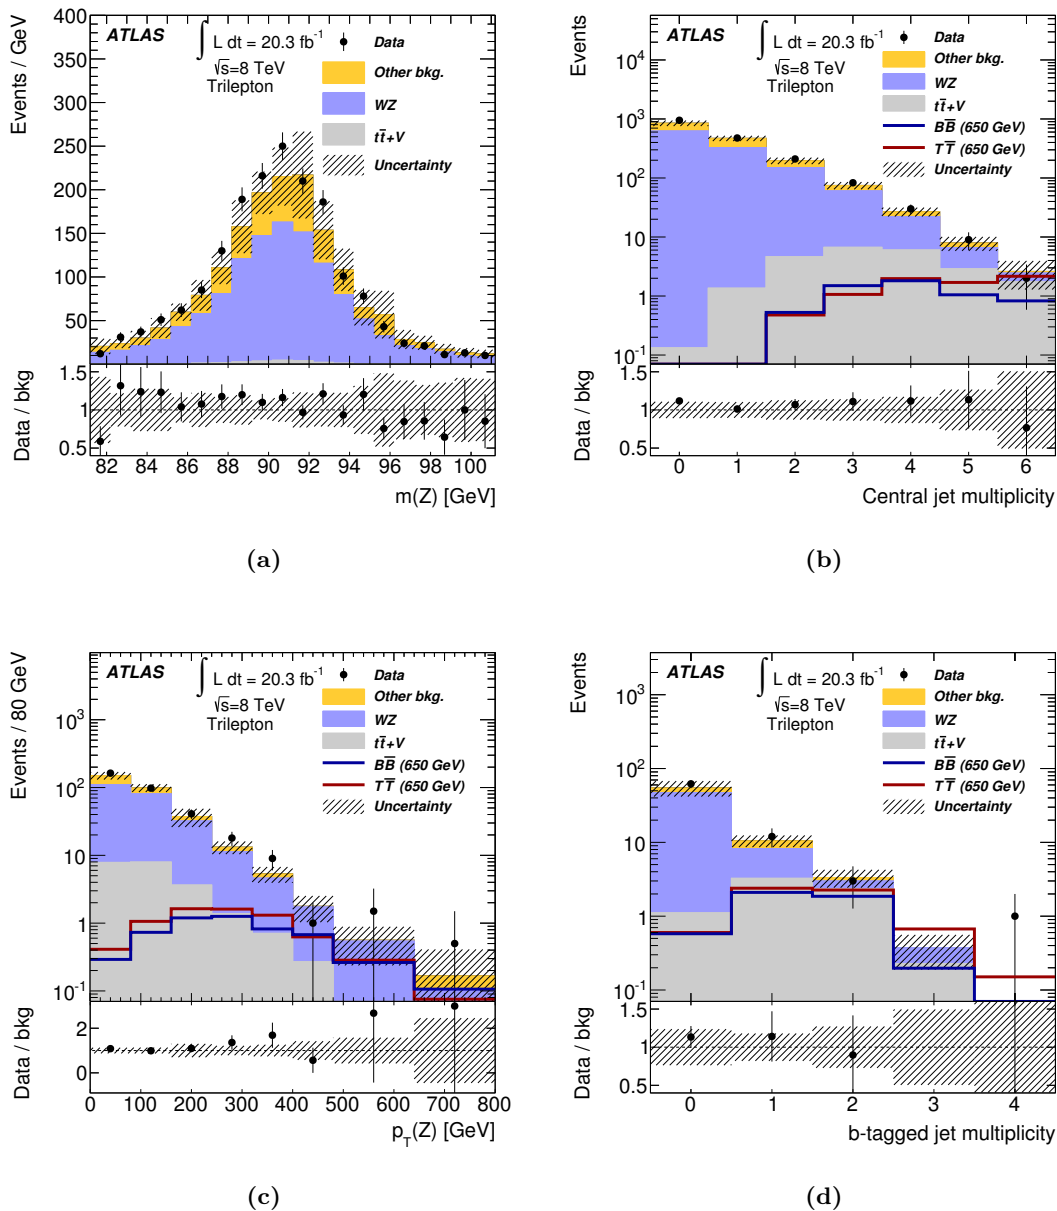 Events / GeV
400
350
300
250
200
150
100
50
ATLAS
∫ L dt = 20.3 fb⁻¹
√s=8 TeV
Trilepton
Data
Other bkg.
WZ
tt̅+V
Uncertainty
Data / bkg
1.5
1
0.5
82 84 86 88 90 92 94 96 98 100
m(Z) [GeV]
(a)
Events
10⁴
10³
10²
10
1
10⁻¹
ATLAS
∫ L dt = 20.3 fb⁻¹
√s=8 TeV
Trilepton
Data
Other bkg.
WZ
tt̅+V
BB̅ (650 GeV)
TT̅ (650 GeV)
Uncertainty
Data / bkg
1.5
1
0.5
0 1 2 3 4 5 6
Central jet multiplicity
(b)
Events / 80 GeV
10³
10²
10
1
10⁻¹
ATLAS
∫ L dt = 20.3 fb⁻¹
√s=8 TeV
Trilepton
Data
Other bkg.
WZ
tt̅+V
BB̅ (650 GeV)
TT̅ (650 GeV)
Uncertainty
Data / bkg
2
0
0 100 200 300 400 500 600 700 800
p_T(Z) [GeV]
(c)
Events
10³
10²
10
1
10⁻¹
ATLAS
∫ L dt = 20.3 fb⁻¹
√s=8 TeV
Trilepton
Data
Other bkg.
WZ
tt̅+V
BB̅ (650 GeV)
TT̅ (650 GeV)
Uncertainty
Data / bkg
1.5
1
0.5
0 1 2 3 4
b-tagged jet multiplicity
(d)